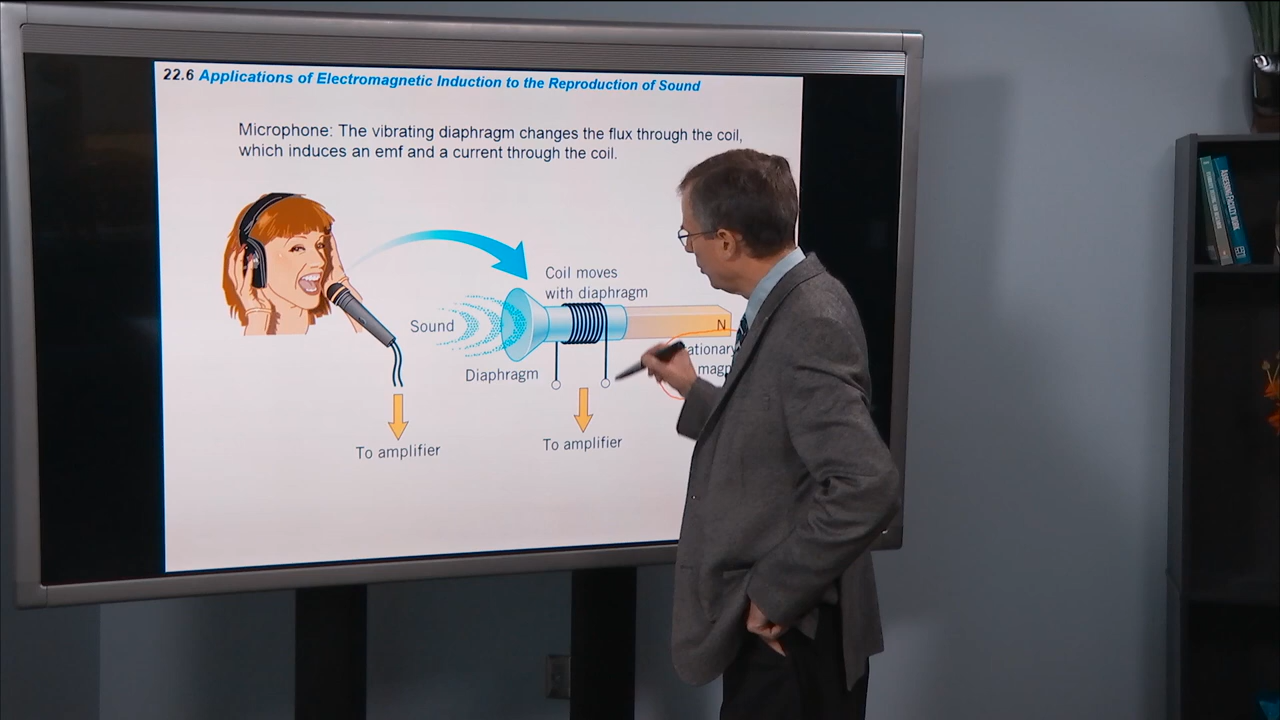 22.6 Applications of Electromagnetic Induction to the Reproduction of Sound
Microphone: The vibrating diaphragm changes the flux through the coil,
which induces an emf and a current through the coil.
Coil moves
with diaphragm
Sound
N
Diaphragm
To amplifier
To amplifier